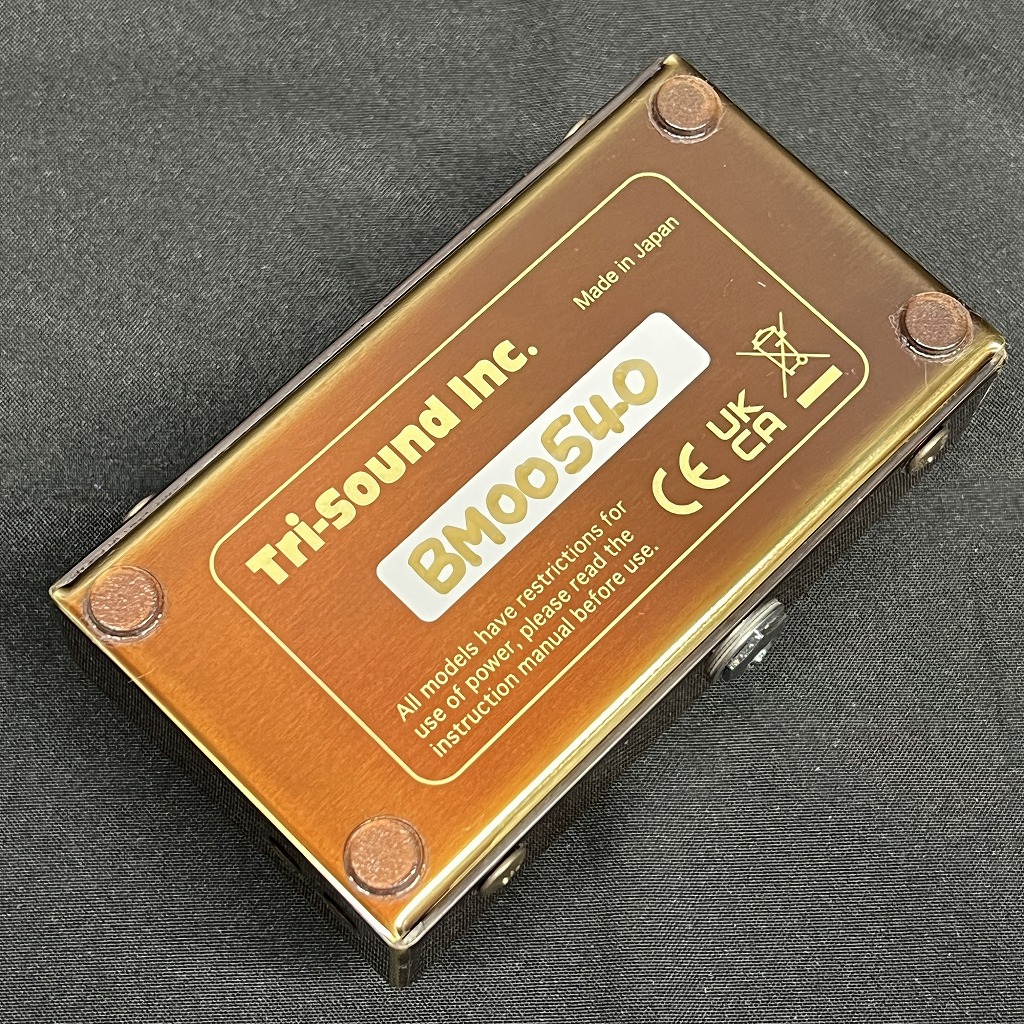 Tri-sound Inc.
Made in Japan
BM00540
All models have restrictions for
use of power, please read the
instruction manual before use.
CE
UK
CA